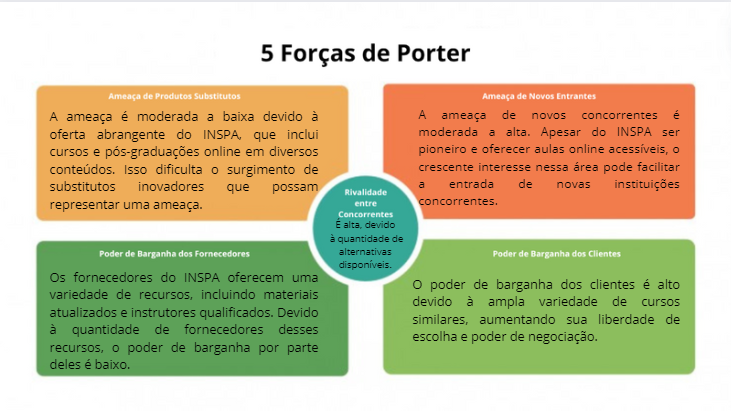 5 Forças de Porter
Ameaça de Produtos Substitutos
A ameaça é moderada a baixa devido à
oferta abrangente do INSPA, que inclui
cursos e pós-graduações online em diversos
conteúdos. Isso dificulta o surgimento de
substitutos inovadores que possam
representar uma ameaça.
Ameaça de Novos Entrantes
A ameaça de novos concorrentes é
moderada a alta. Apesar do INSPA ser
pioneiro e oferecer aulas online acessíveis, o
crescente interesse nessa área pode facilitar
a entrada de novas instituições
concorrentes.
Rivalidade
entre
Concorrentes
É alta, devido
à quantidade de
alternativas
disponíveis.
Poder de Barganha dos Fornecedores
Os fornecedores do INSPA oferecem uma
variedade de recursos, incluindo materiais
atualizados e instrutores qualificados. Devido
à quantidade de fornecedores desses
recursos, o poder de barganha por parte
deles é baixo.
Poder de Barganha dos Clientes
O poder de barganha dos clientes é alto
devido à ampla variedade de cursos
similares, aumentando sua liberdade de
escolha e poder de negociação.